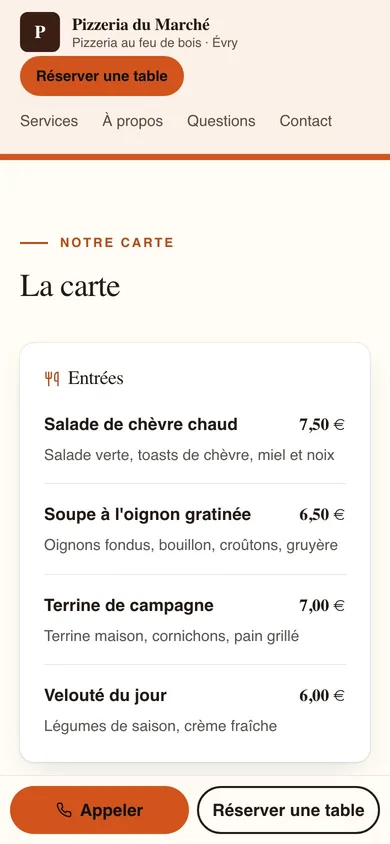 P
Pizzeria du Marché
Pizzeria au feu de bois · Évry
Réserver une table
Services À propos Questions Contact
NOTRE CARTE
La carte
Entrées
Salade de chèvre chaud 7,50 €
Salade verte, toasts de chèvre, miel et noix
Soupe à l'oignon gratinée 6,50 €
Oignons fondus, bouillon, croûtons, gruyère
Terrine de campagne 7,00 €
Terrine maison, cornichons, pain grillé
Velouté du jour 6,00 €
Légumes de saison, crème fraîche
Appeler Réserver une table